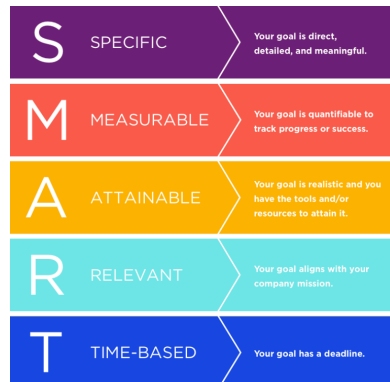 S SPECIFIC
Your goal is direct,
detailed, and meaningful.
M MEASURABLE
Your goal is quantifiable to
track progress or success.
A ATTAINABLE
Your goal is realistic and you
have the tools and/or
resources to attain it.
R RELEVANT
Your goal aligns with your
company mission.
T TIME-BASED
Your goal has a deadline.